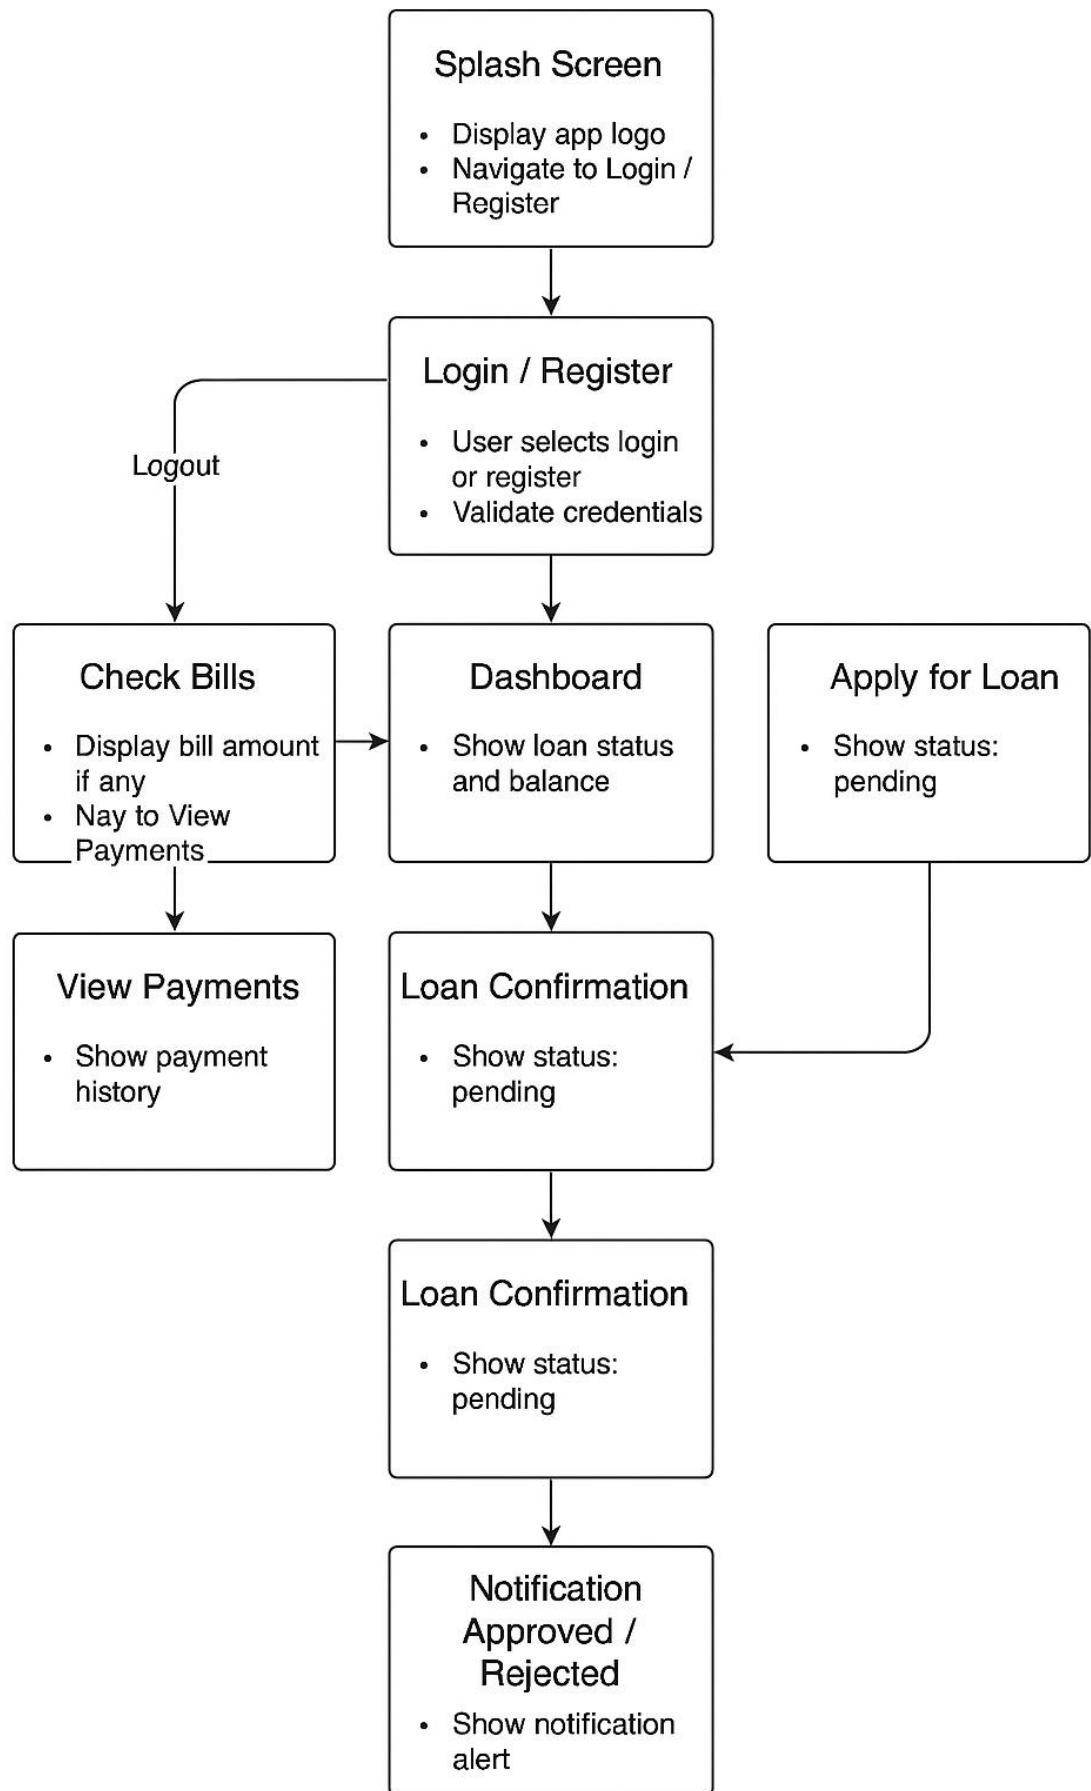 Splash Screen
• Display app logo
• Navigate to Login /
Register
Login / Register
• User selects login
or register
• Validate credentials
Logout
Check Bills
• Display bill amount
if any
• Nay to View
Payments
Dashboard
• Show loan status
and balance
Apply for Loan
• Show status:
pending
View Payments
• Show payment
history
Loan Confirmation
• Show status:
pending
Loan Confirmation
• Show status:
pending
Notification
Approved /
Rejected
• Show notification
alert